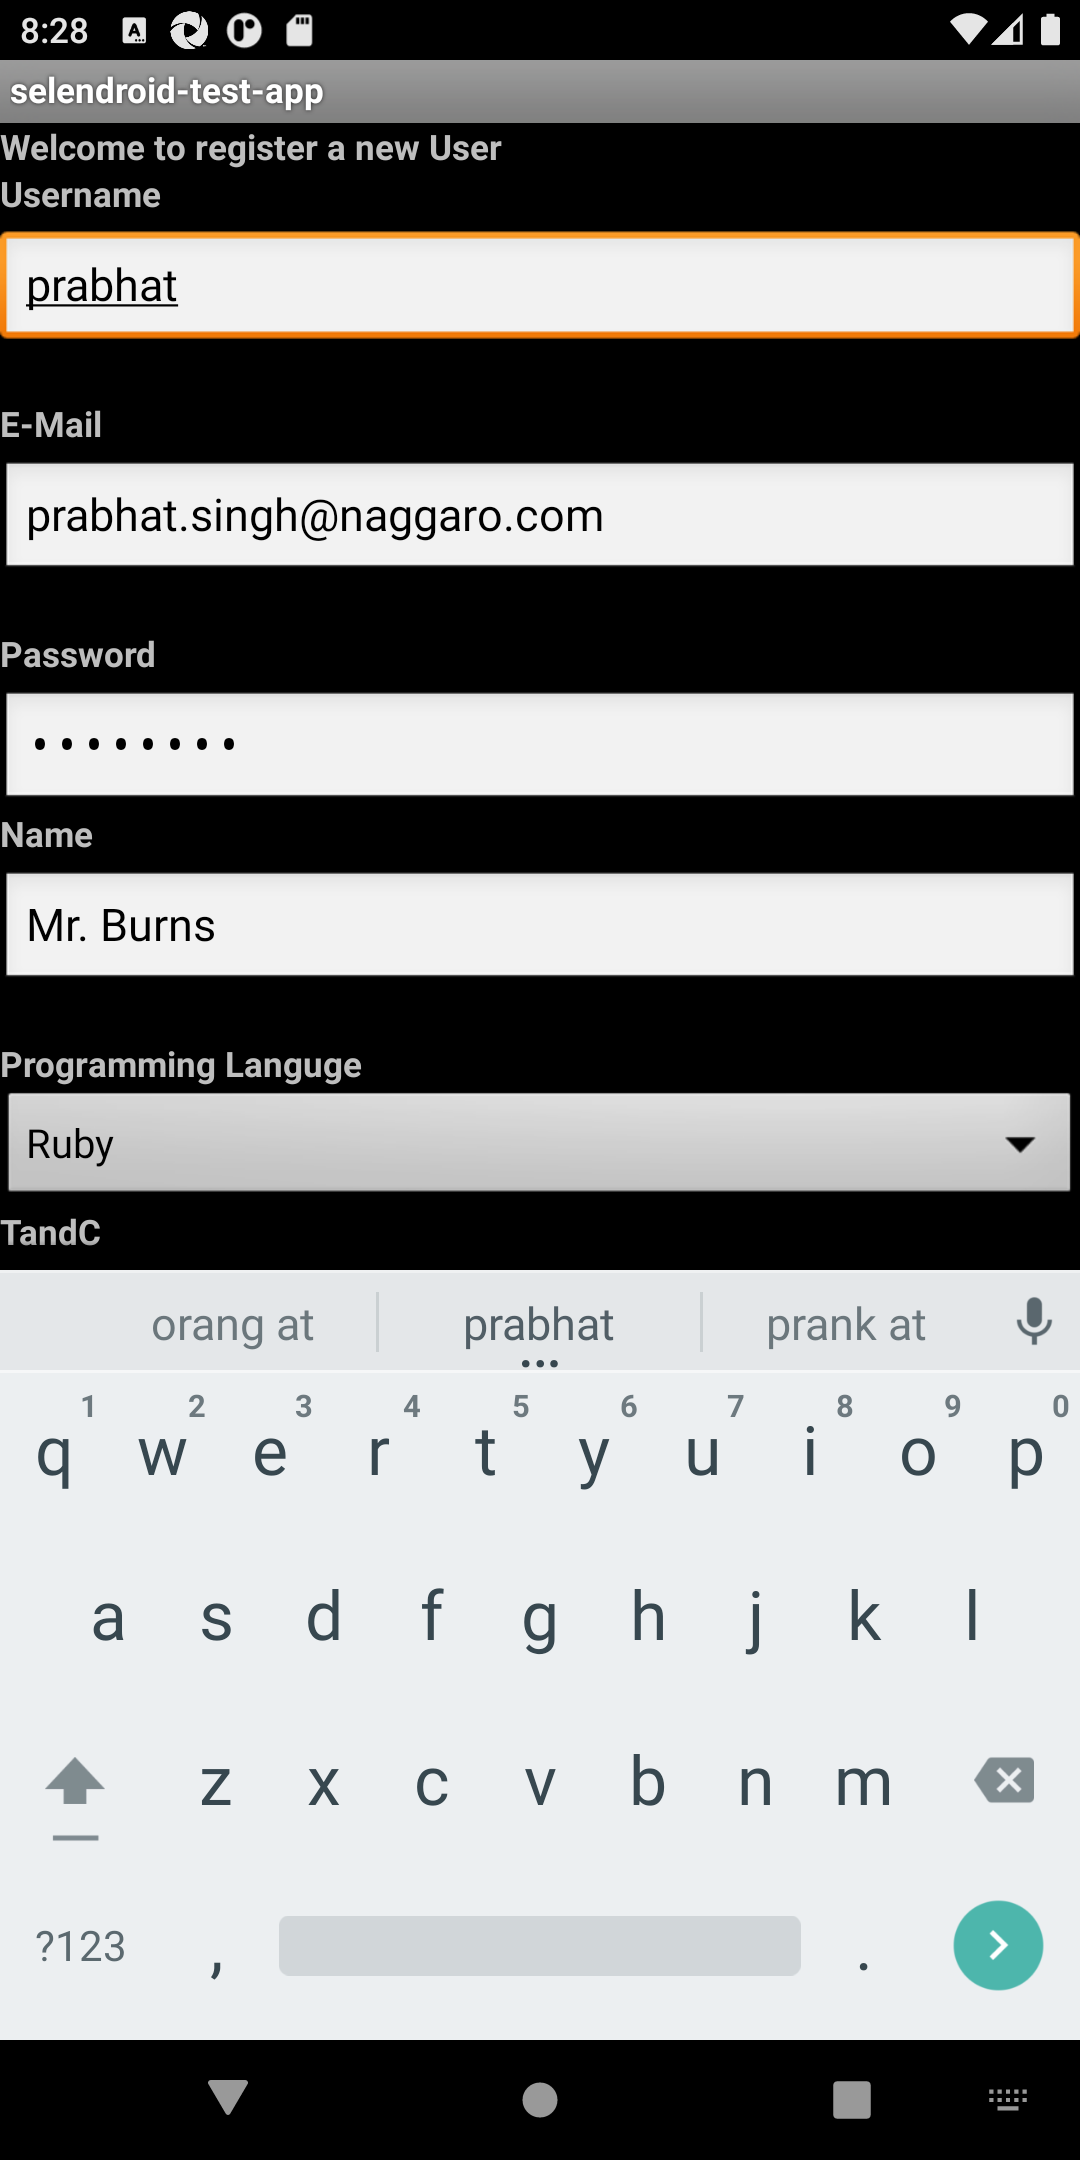 8:28
selendroid-test-app
Welcome to register a new User
Username
prabhat
E-Mail
prabhat.singh@naggaro.com
Password
••••••••
Name
Mr. Burns
Programming Languge
Ruby
TandC
orang at prabhat prank at
1 2 3 4 5 6 7 8 9 0
q w e r t y u i o p
a s d f g h j k l
z x c v b n m
?123 , .